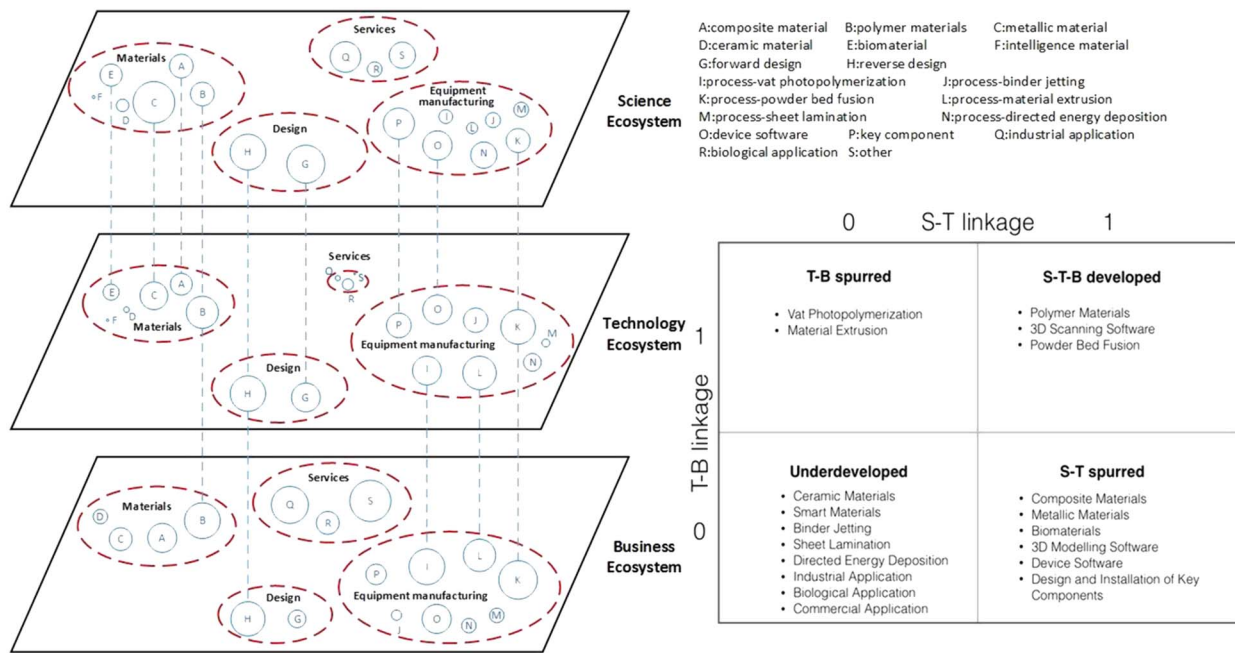 Services
Q
S
R
Materials
A
E
F
C
B
D
Equipment
manufacturing
M
I
J
P
L
O
N
K
Design
H
G
Science
Ecosystem
A:composite material B:polymer materials C:metallic material
D:ceramic material E:biomaterial F:intelligence material
G:forward design H:reverse design
I:process-vat photopolymerization J:process-binder jetting
K:process-powder bed fusion L:process-material extrusion
M:process-sheet lamination N:process-directed energy deposition
O:device software P:key component Q:industrial application
R:biological application S:other
Services
Q
S
R
E
C
A
F
D
B
Materials
O
P
J
K
M
Equipment manufacturing
N
I
L
Design
H
G
Technology
Ecosystem
Services
Q
S
R
Materials
D
C
A
B
L
I
P
K
Equipment manufacturing
J
O
N
M
Design
H
G
Business
Ecosystem
0 S-T linkage 1
T-B linkage
1
0
T-B spurred
• Vat Photopolymerization
• Material Extrusion
S-T-B developed
• Polymer Materials
• 3D Scanning Software
• Powder Bed Fusion
Underdeveloped
• Ceramic Materials
• Smart Materials
• Binder Jetting
• Sheet Lamination
• Directed Energy Deposition
• Industrial Application
• Biological Application
• Commercial Application
S-T spurred
• Composite Materials
• Metallic Materials
• Biomaterials
• 3D Modelling Software
• Device Software
• Design and Installation of Key
Components